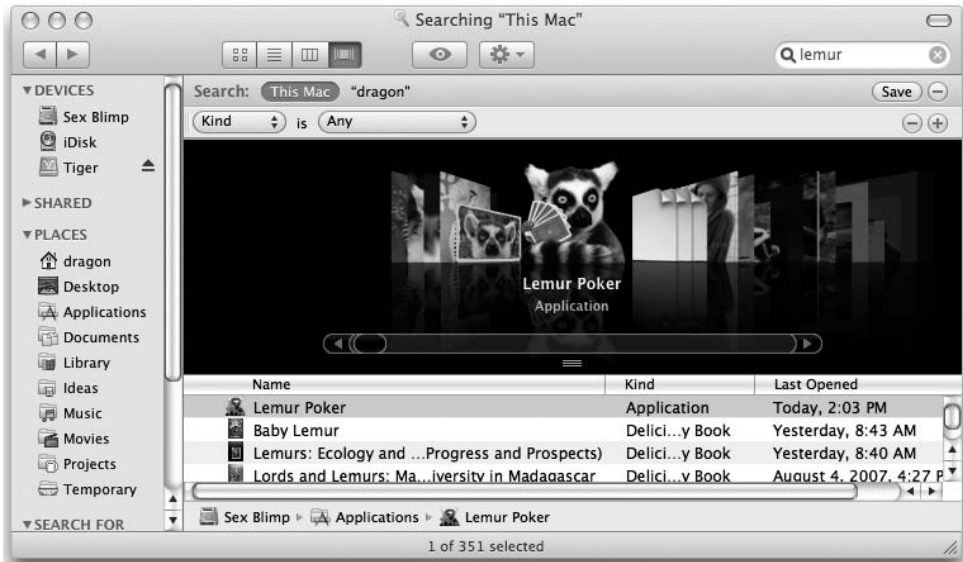 Searching "This Mac"
lemur
DEVICES
Sex Blimp
iDisk
Tiger
SHARED
PLACES
dragon
Desktop
Applications
Documents
Library
Ideas
Music
Movies
Projects
Temporary
SEARCH FOR
Search: This Mac "dragon"
Save
Kind is Any
Lemur Poker
Application
Name Kind Last Opened
Lemur Poker Application Today, 2:03 PM
Baby Lemur Delici...y Book Yesterday, 8:43 AM
Lemurs: Ecology and ...Progress and Prospects) Delici...y Book Yesterday, 8:40 AM
Lords and Lemurs: Ma...iversity in Madagascar Delici...y Book August 4, 2007, 4:27 P
Sex Blimp Applications Lemur Poker
1 of 351 selected